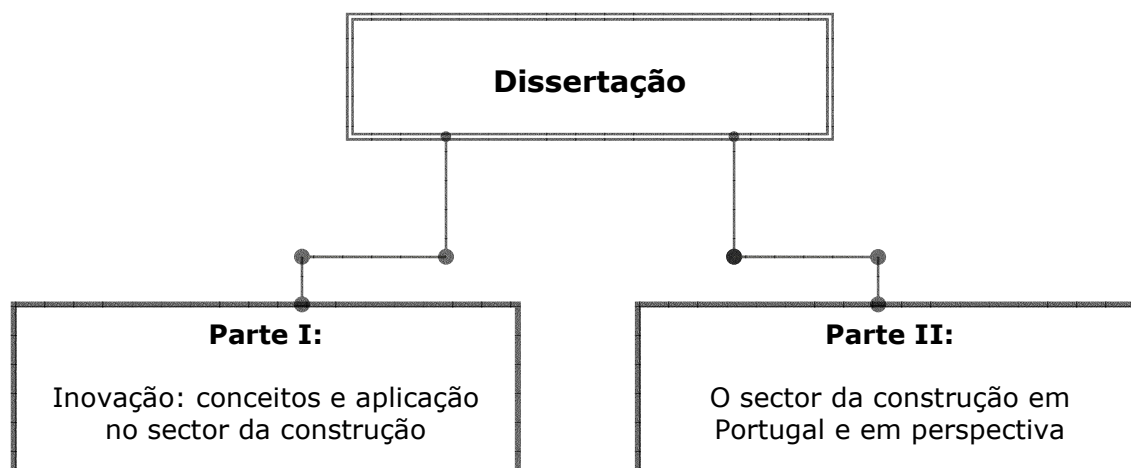 Dissertação
Parte I:
Inovação: conceitos e aplicação
no sector da construção
Parte II:
O sector da construção em
Portugal e em perspectiva